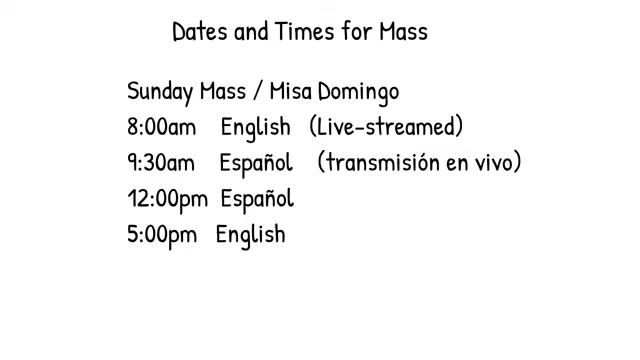 Dates and Times for Mass
Sunday Mass / Misa Domingo
8:00am English (Live-streamed)
9:30am Español (transmisión en vivo)
12:00pm Español
5:00pm English